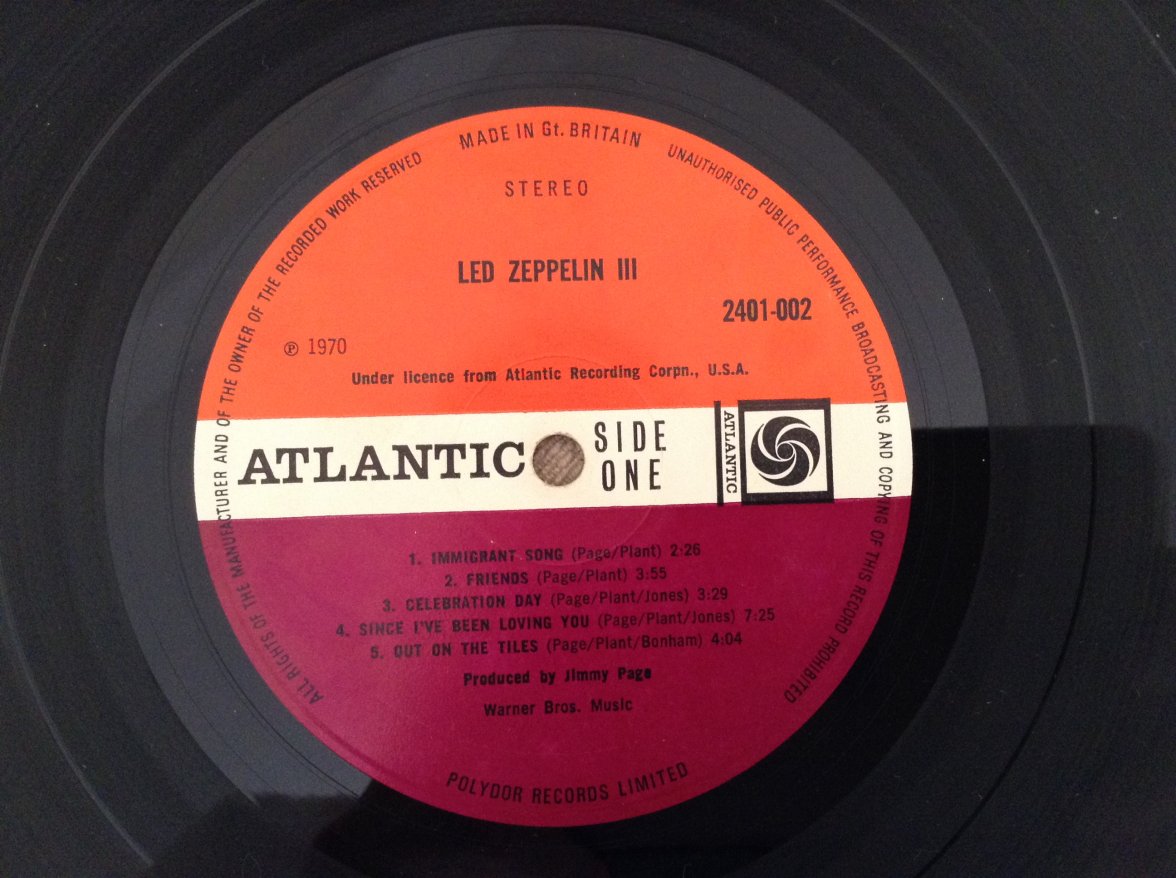 MADE IN Gt. BRITAIN
UNAUTHORISED PUBLIC PERFORMANCE BROADCASTING AND COPYING OF THIS RECORD PROHIBITED
ALL RIGHTS OF THE MANUFACTURER AND OF THE OWNER OF THE RECORDED WORK RESERVED
STEREO
LED ZEPPELIN III
2401-002
℗ 1970
Under licence from Atlantic Recording Corpn., U.S.A.
ATLANTIC
SIDE
ONE
ATLANTIC
1. IMMIGRANT SONG (Page/Plant) 2:26
2. FRIENDS (Page/Plant) 3:55
3. CELEBRATION DAY (Page/Plant/Jones) 3:29
4. SINCE I'VE BEEN LOVING YOU (Page/Plant/Jones) 7:25
5. OUT ON THE TILES (Page/Plant/Bonham) 4:04
Produced by Jimmy Page
Warner Bros. Music
POLYDOR RECORDS LIMITED